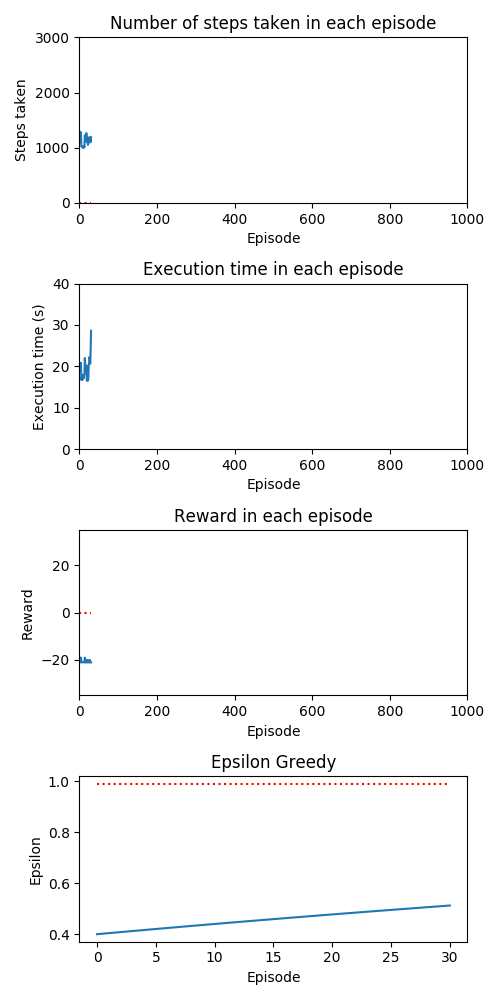 Number of steps taken in each episode
3000
2000
1000
0
Steps taken
0 200 400 600 800 1000
Episode
Execution time in each episode
40
30
20
10
0
Execution time (s)
0 200 400 600 800 1000
Episode
Reward in each episode
20
0
−20
Reward
0 200 400 600 800 1000
Episode
Epsilon Greedy
1.0
0.8
0.6
0.4
Epsilon
0 5 10 15 20 25 30
Episode